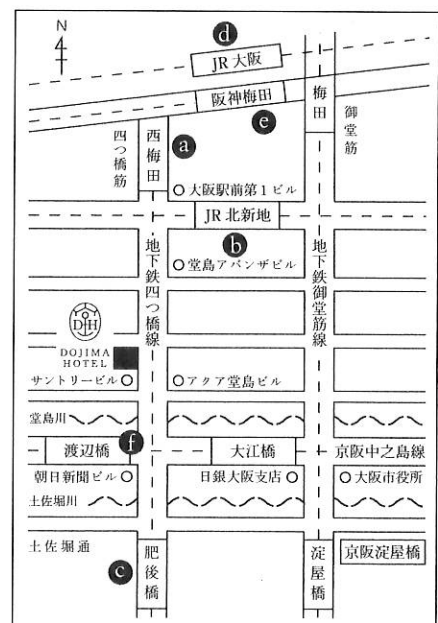 N
d
JR大阪
阪神梅田
梅田
御堂筋
e
四つ橋筋
西梅田
a
大阪駅前第1ビル
JR北新地
b
堂島アバンザビル
地下鉄四つ橋線
地下鉄御堂筋線
DH
DOJIMA
HOTEL
サントリービル
アクア堂島ビル
堂島川
渡辺橋
f
大江橋
京阪中之島線
朝日新聞ビル
日銀大阪支店
大阪市役所
土佐堀川
土佐堀通
c
肥後橋
淀屋橋
京阪淀屋橋